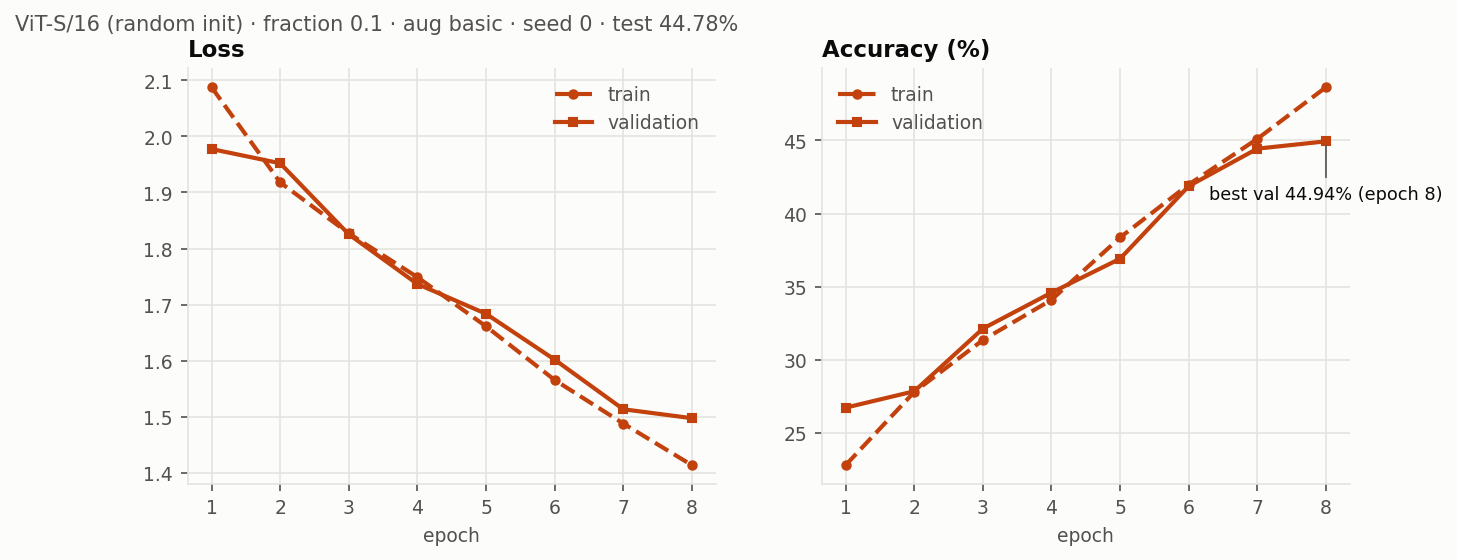 ViT-S/16 (random init) · fraction 0.1 · aug basic · seed 0 · test 44.78%
Loss
2.1
2.0
1.9
1.8
1.7
1.6
1.5
1.4
train
validation
1 2 3 4 5 6 7 8
epoch
Accuracy (%)
train
validation
45
40
35
30
25
best val 44.94% (epoch 8)
1 2 3 4 5 6 7 8
epoch